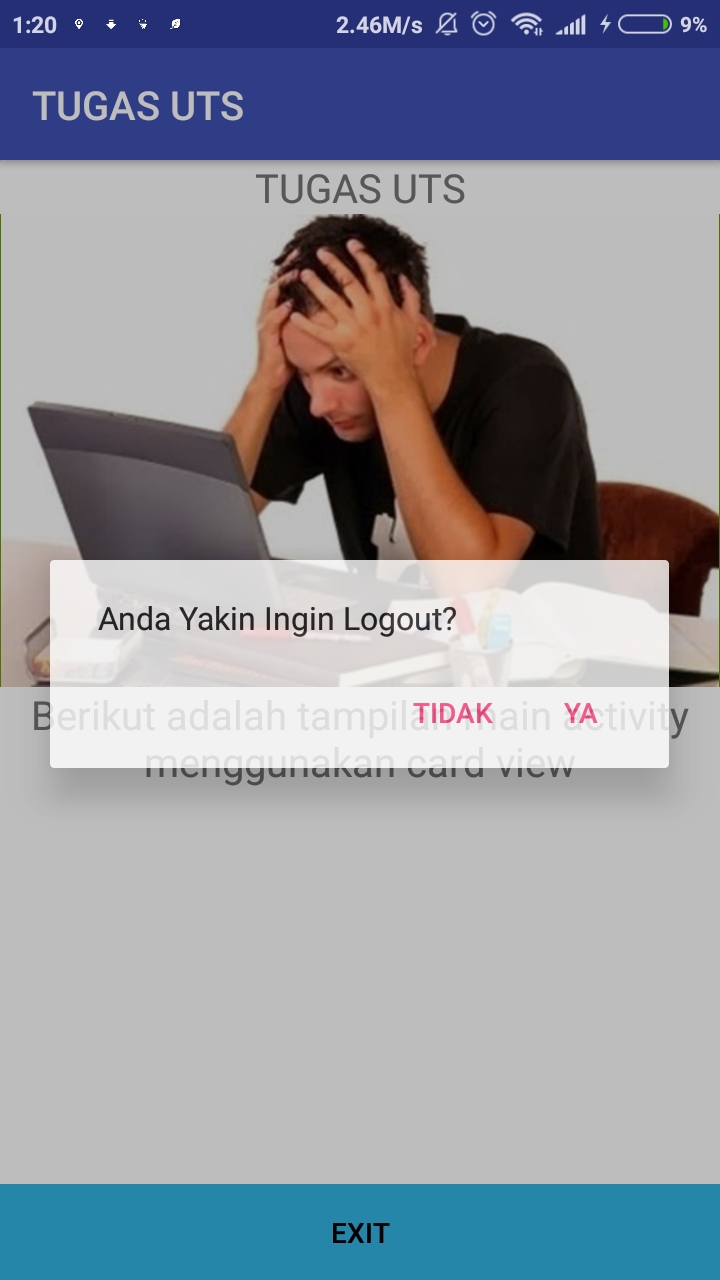 1:20 2.46M/s 9%
TUGAS UTS
TUGAS UTS
Anda Yakin Ingin Logout?
TIDAK YA
Berikut adalah tampilan main activity
menggunakan card view
EXIT